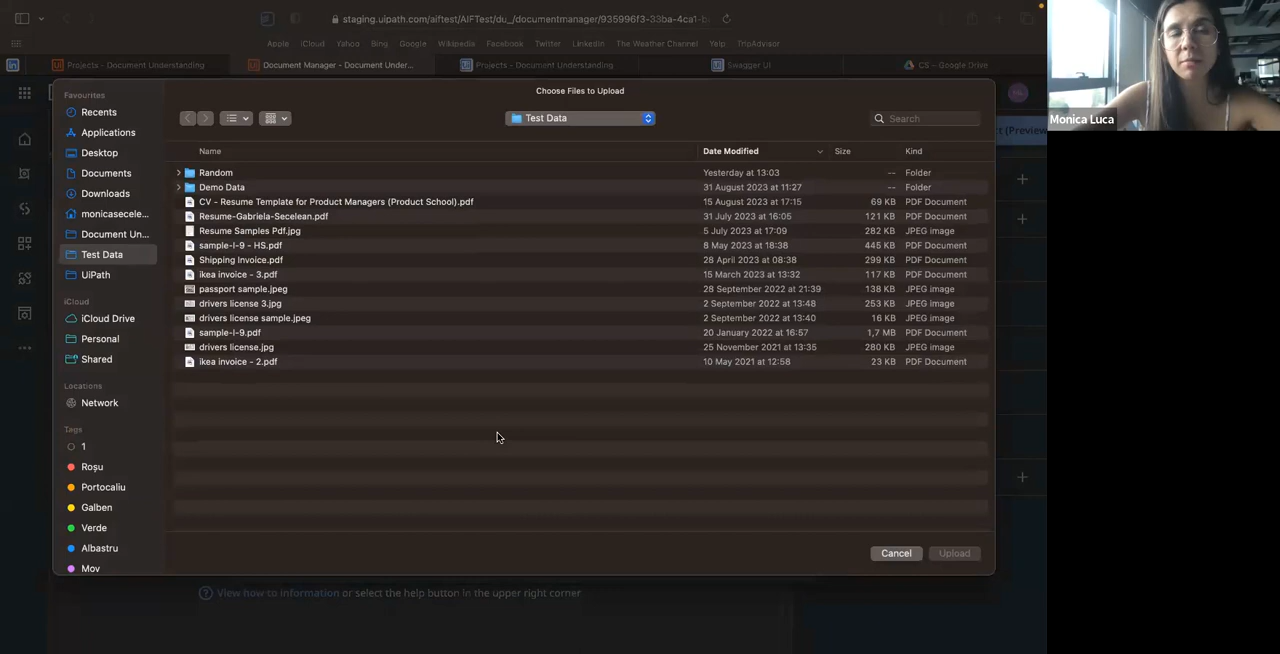 staging.uipath.com/aiftest/AIFTest/du_/documentmanager/935996f3-33ba-4ca1-b
Apple iCloud Yahoo Bing Google Wikipedia Facebook Twitter LinkedIn The Weather Channel Yelp TripAdvisor
Projects - Document Understanding
Document Manager - Document Under...
Projects - Document Understanding
Swagger UI
CS - Google Drive
Choose Files to Upload
Favourites
Recents
Applications
Desktop
Documents
Downloads
monicasecele...
Document Un...
Test Data
UiPath
iCloud
iCloud Drive
Personal
Shared
Locations
Network
Tags
1
Roșu
Portocaliu
Galben
Verde
Albastru
Mov
Test Data
Search
Name Date Modified Size Kind
Random Yesterday at 13:03 -- Folder
Demo Data 31 August 2023 at 11:27 -- Folder
CV - Resume Template for Product Managers (Product School).pdf 15 August 2023 at 17:15 69 KB PDF Document
Resume-Gabriela-Secelean.pdf 31 July 2023 at 16:05 121 KB PDF Document
Resume Samples Pdf.jpg 5 July 2023 at 17:09 282 KB JPEG image
sample-I-9 - HS.pdf 8 May 2023 at 18:38 445 KB PDF Document
Shipping Invoice.pdf 28 April 2023 at 08:38 299 KB PDF Document
ikea invoice - 3.pdf 15 March 2023 at 13:32 117 KB PDF Document
passport sample.jpeg 28 September 2022 at 21:39 138 KB JPEG image
drivers license 3.jpg 2 September 2022 at 13:48 253 KB JPEG image
drivers license sample.jpeg 2 September 2022 at 13:40 16 KB JPEG image
sample-I-9.pdf 20 January 2022 at 16:57 1,7 MB PDF Document
drivers license.jpg 25 November 2021 at 13:35 280 KB JPEG image
ikea invoice - 2.pdf 10 May 2021 at 12:58 23 KB PDF Document
Cancel
Upload
View how to information or select the help button in the upper right corner
ct (Preview
Monica Luca